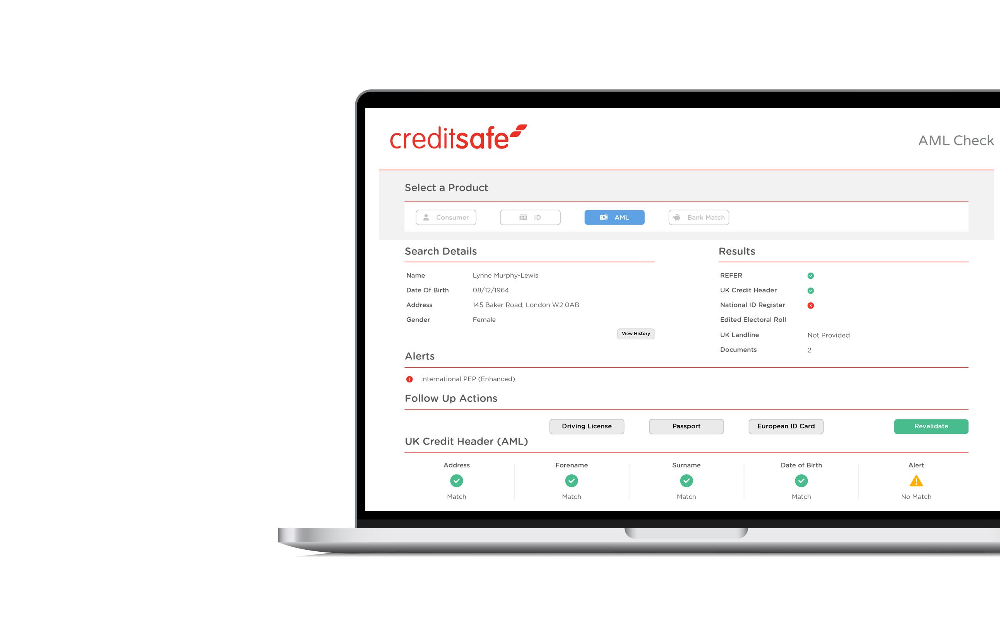 creditsafe
AML Check
Select a Product
Consumer
ID
AML
Bank Match
Search Details
Name Lynne Murphy-Lewis
Date Of Birth 08/12/1964
Address 145 Baker Road, London W2 0AB
Gender Female
View History
Results
REFER
UK Credit Header
National ID Register
Edited Electoral Roll
UK Landline Not Provided
Documents 2
Alerts
International PEP (Enhanced)
Follow Up Actions
Driving License
Passport
European ID Card
Revalidate
UK Credit Header (AML)
Address
Match
Forename
Match
Surname
Match
Date of Birth
Match
Alert
No Match